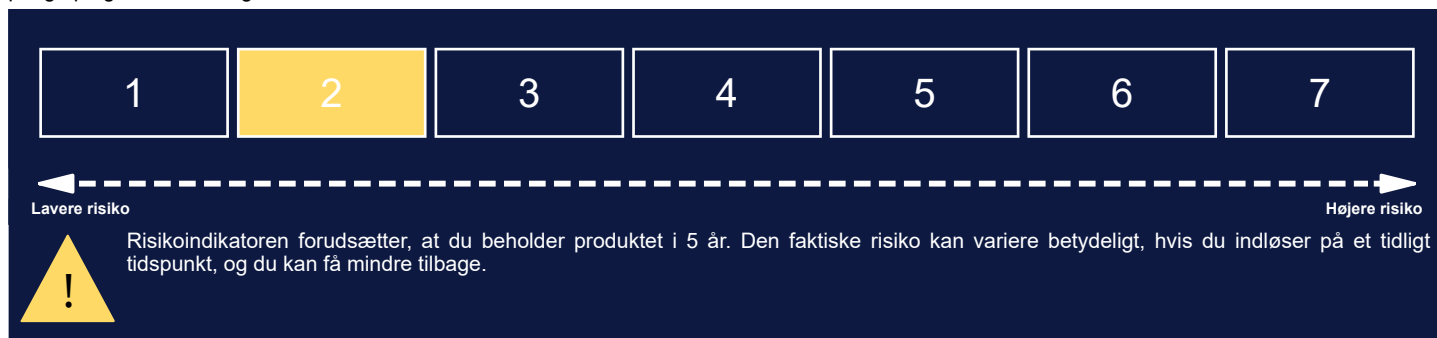 1 2 3 4 5 6 7
Lavere risiko Højere risiko
Risikoindikatoren forudsætter, at du beholder produktet i 5 år. Den faktiske risiko kan variere betydeligt, hvis du indløser på et tidligt
tidspunkt, og du kan få mindre tilbage.
!